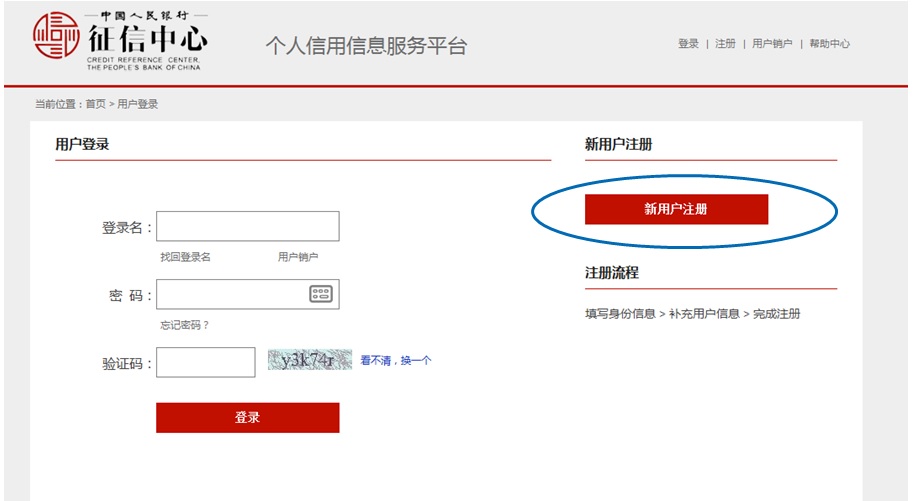 中国人民银行
征信中心
CREDIT REFERENCE CENTER,
THE PEOPLE'S BANK OF CHINA
个人信用信息服务平台
登录 | 注册 | 用户销户 | 帮助中心
当前位置：首页 > 用户登录
用户登录
登录名：
找回登录名 用户销户
密 码：
忘记密码？
验证码：
y3k74r
看不清，换一个
登录
新用户注册
新用户注册
注册流程
填写身份信息 > 补充用户信息 > 完成注册